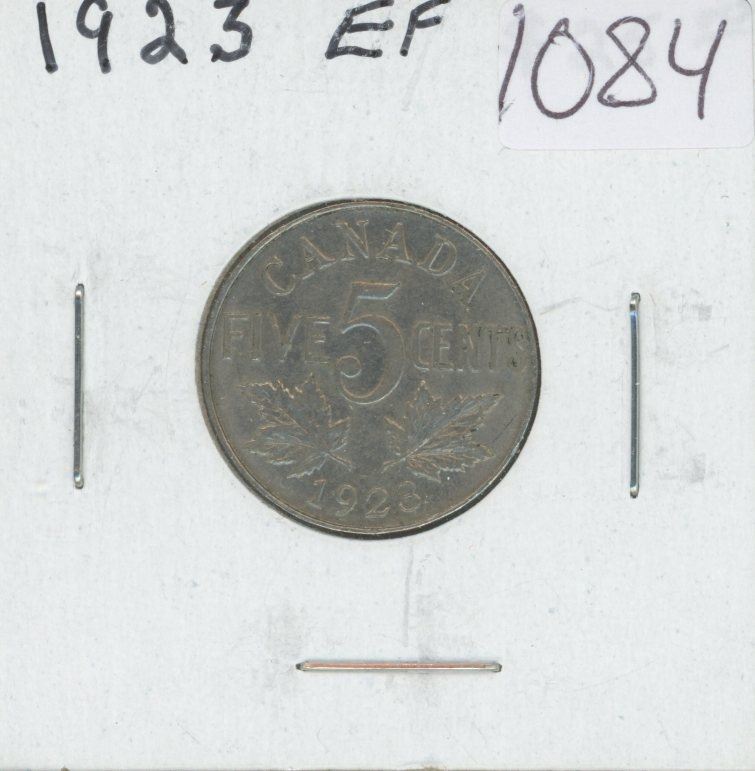 1923 EF
1084
CANADA
FIVE 5 CENTS
1923